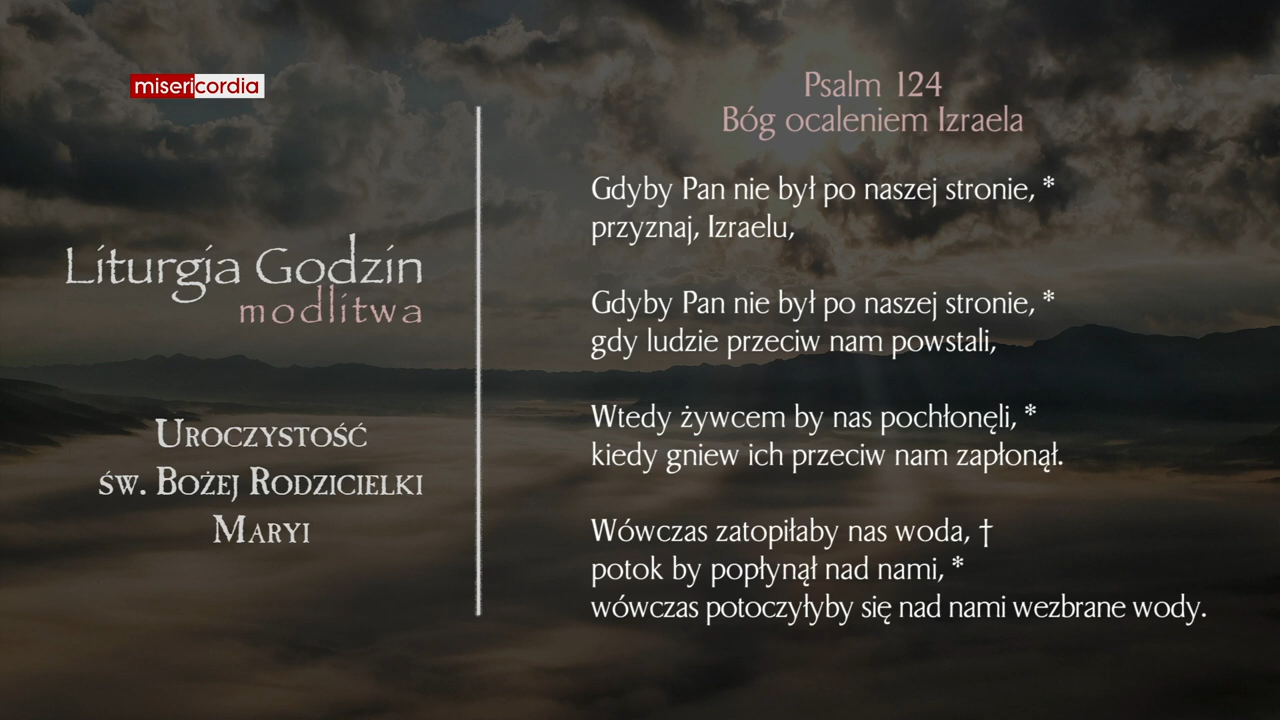 misericordia
Liturgia Godzin
modlitwa
Uroczystość
św. Bożej Rodzicielki
Maryi
Psalm 124
Bóg ocaleniem Izraela
Gdyby Pan nie był po naszej stronie, *
przyznaj, Izraelu,
Gdyby Pan nie był po naszej stronie, *
gdy ludzie przeciw nam powstali,
Wtedy żywcem by nas pochłonęli, *
kiedy gniew ich przeciw nam zapłonął.
Wówczas zatopiłaby nas woda, †
potok by popłynął nad nami, *
wówczas potoczyłyby się nad nami wezbrane wody.